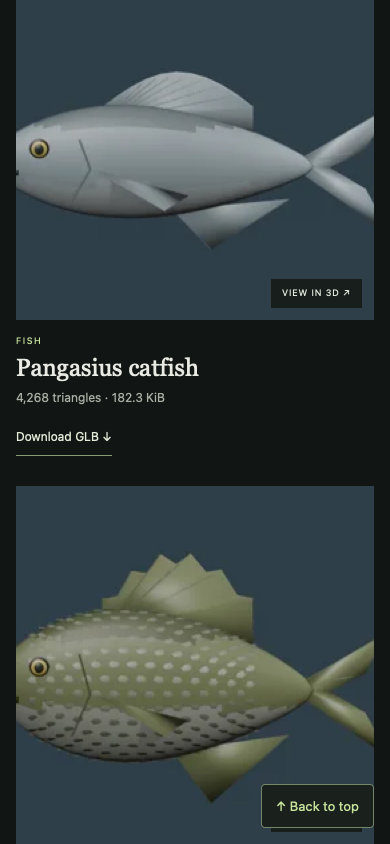 VIEW IN 3D ↗
FISH
Pangasius catfish
4,268 triangles · 182.3 KiB
Download GLB ↓
↑ Back to top